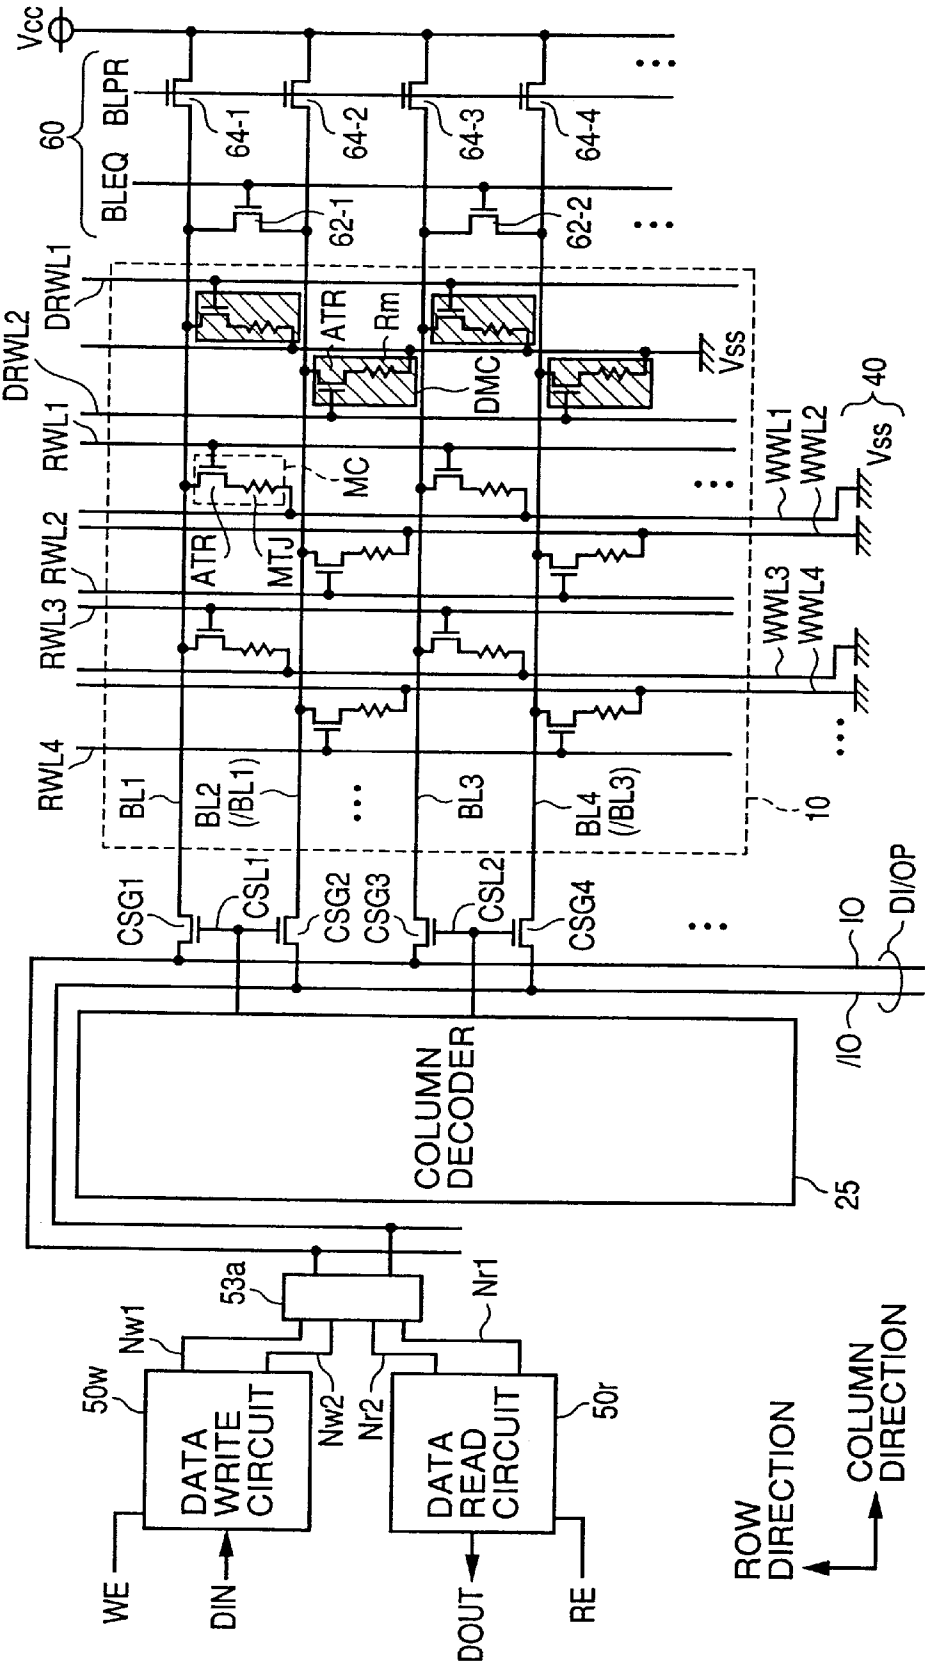 Vcc
60
BLPR
BLEQ
64-1
64-2
64-3
64-4
62-1
62-2
DRWL1
DRWL2
RWL1
RWL2
RWL3
RWL4
ATR
Rm
DMC
Vss
MC
ATR
MTJ
WWL1
WWL2
WWL3
WWL4
40
Vss
BL1
BL2
(/BL1)
BL3
BL4
(/BL3)
10
CSG1
CSL1
CSG2
CSG3
CSL2
CSG4
IO
/IO
DI/OP
COLUMN
DECODER
25
53a
Nw1
Nw2
Nr2
Nr1
50w
DATA
WRITE
CIRCUIT
50r
DATA
READ
CIRCUIT
WE
DIN
DOUT
RE
ROW
DIRECTION
COLUMN
DIRECTION